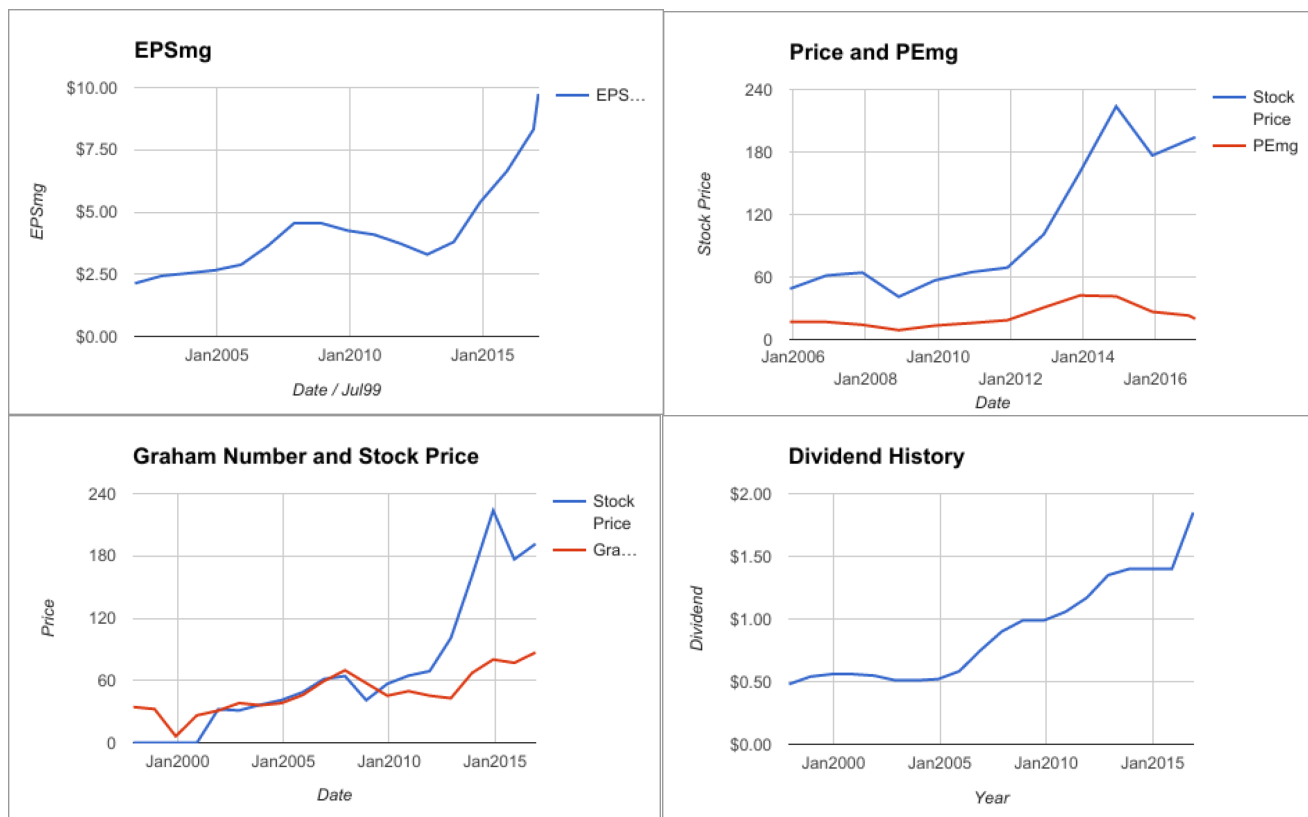 EPSmg
$10.00
$7.50
$5.00
$2.50
$0.00
EPSmg
EPS…
Jan2005 Jan2010 Jan2015
Date / Jul99
Price and PEmg
240
180
120
60
0
Stock Price
Stock
Price
PEmg
Jan2006 Jan2010 Jan2014
Jan2008 Jan2012 Jan2016
Date
Graham Number and Stock Price
240
180
120
60
0
Price
Stock
Price
Gra…
Jan2000 Jan2005 Jan2010 Jan2015
Date
Dividend History
$2.00
$1.50
$1.00
$0.50
$0.00
Dividend
Jan2000 Jan2005 Jan2010 Jan2015
Year